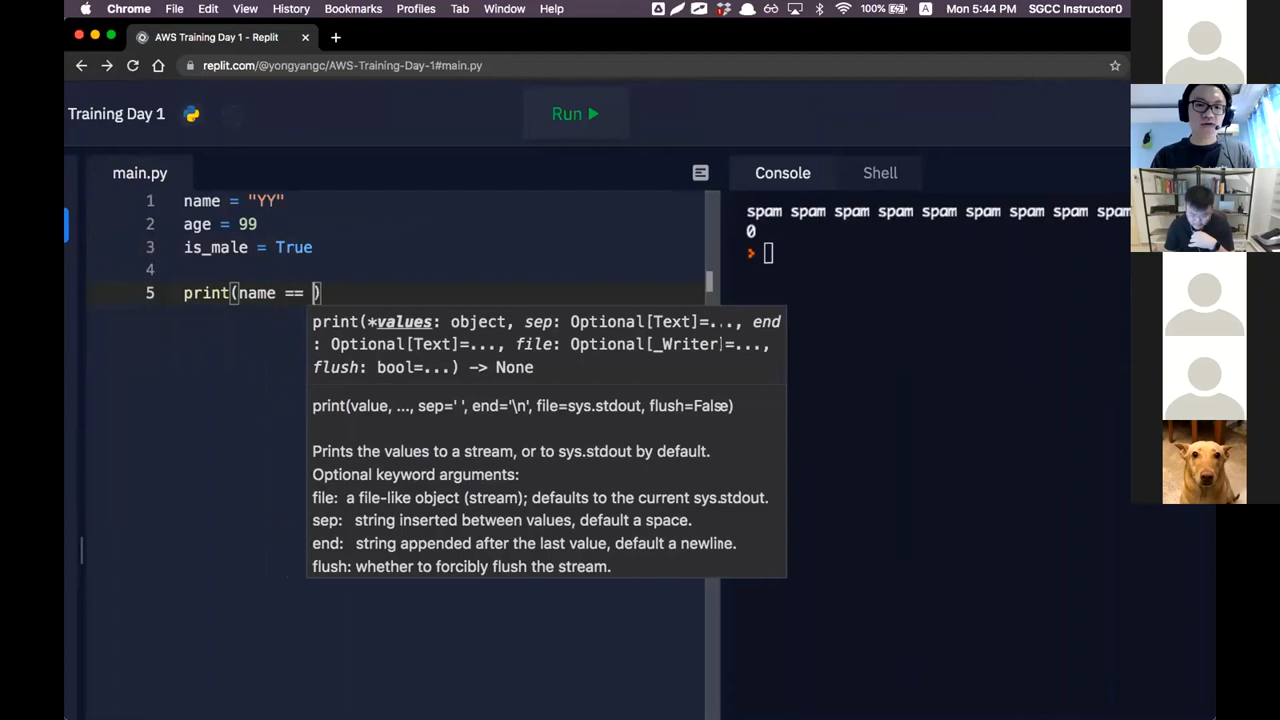 Chrome File Edit View History Bookmarks Profiles Tab Window Help 100% A Mon 5:44 PM SGCC Instructor0
AWS Training Day 1 - Replit
replit.com/@yongyangc/AWS-Training-Day-1#main.py
Training Day 1
Run
main.py
Console
Shell
1 name = "YY"
2 age = 99
3 is_male = True
4
5 print(name == )
print(*values: object, sep: Optional[Text]=..., end
: Optional[Text]=..., file: Optional[_Writer]=...,
flush: bool=...) -> None
print(value, ..., sep=' ', end='\n', file=sys.stdout, flush=False)
Prints the values to a stream, or to sys.stdout by default.
Optional keyword arguments:
file: a file-like object (stream); defaults to the current sys.stdout.
sep: string inserted between values, default a space.
end: string appended after the last value, default a newline.
flush: whether to forcibly flush the stream.
spam spam spam spam spam spam spam spam spam
0
>